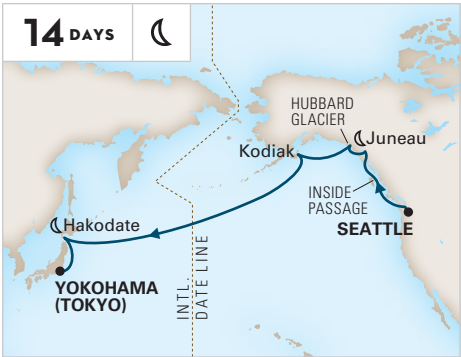 14 DAYS
HUBBARD
GLACIER
Juneau
Kodiak
INSIDE
PASSAGE
SEATTLE
Hakodate
YOKOHAMA
(TOKYO)
INTL.
DATE LINE